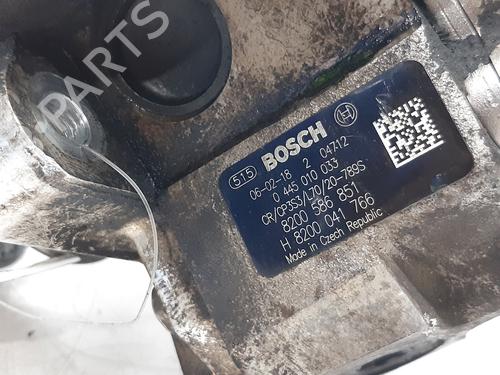 PARTS
515 BOSCH
06-02-18 2 04712
0 445 010 033
CR/CP3S3/L70/20-789S
8200 586 851
H 8200 041 766
Made in Czech Republic